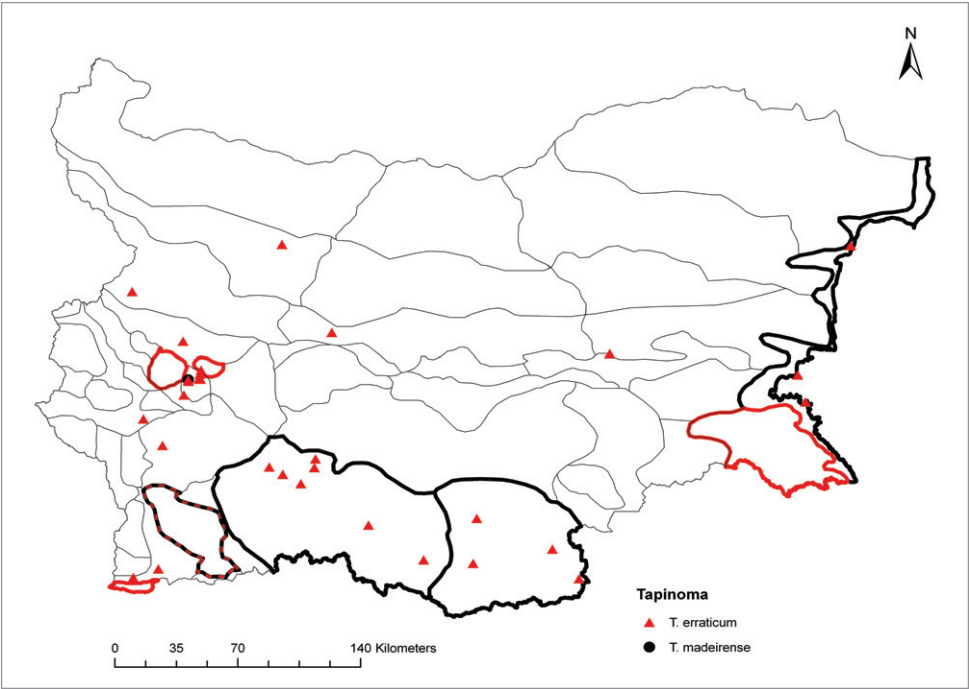 N
Tapinoma
T. erraticum
T. madeirense
0 35 70 140 Kilometers